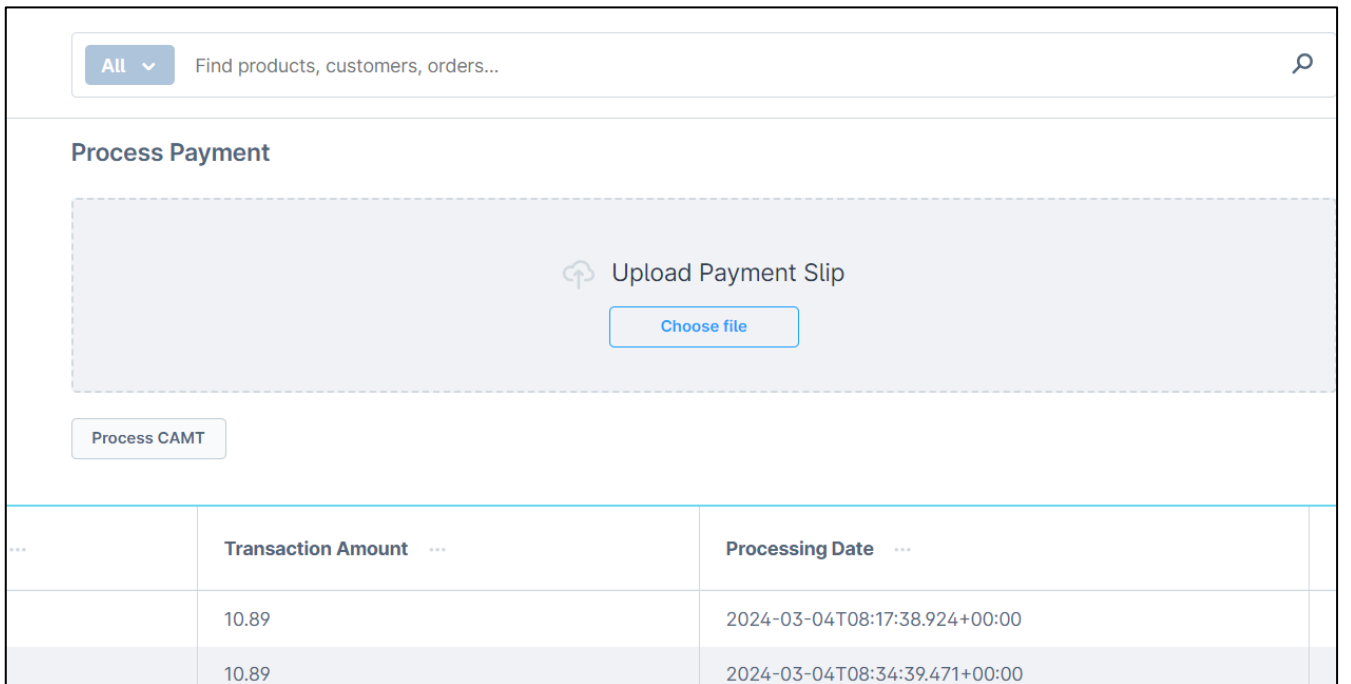 All Find products, customers, orders...
Process Payment
Upload Payment Slip
Choose file
Process CAMT
... Transaction Amount ... Processing Date ...
10.89 2024-03-04T08:17:38.924+00:00
10.89 2024-03-04T08:34:39.471+00:00